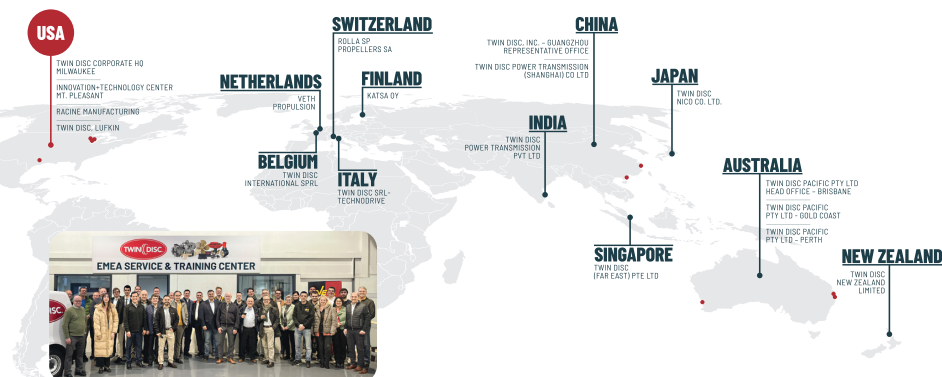 USA
TWIN DISC CORPORATE HQ
MILWAUKEE
INNOVATION+TECHNOLOGY CENTER
MT. PLEASANT
RACINE MANUFACTURING
TWIN DISC, LUFKIN
NETHERLANDS
VETH
PROPULSION
SWITZERLAND
ROLLA SP
PROPELLERS SA
FINLAND
KATSA OY
BELGIUM
TWIN DISC
INTERNATIONAL SPRL
ITALY
TWIN DISC SRL-
TECHNODRIVE
CHINA
TWIN DISC, INC. – GUANGZHOU
REPRESENTATIVE OFFICE
TWIN DISC POWER TRANSMISSION
(SHANGHAI) CO LTD
JAPAN
TWIN DISC
NICO CO. LTD.
INDIA
TWIN DISC
POWER TRANSMISSION
PVT LTD
SINGAPORE
TWIN DISC
(FAR EAST) PTE LTD
AUSTRALIA
TWIN DISC PACIFIC PTY LTD
HEAD OFFICE – BRISBANE
TWIN DISC PACIFIC
PTY LTD - GOLD COAST
TWIN DISC PACIFIC
PTY LTD – PERTH
NEW ZEALAND
TWIN DISC
NEW ZEALAND
LIMITED
TWIN DISC
EMEA SERVICE & TRAINING CENTER
DISC